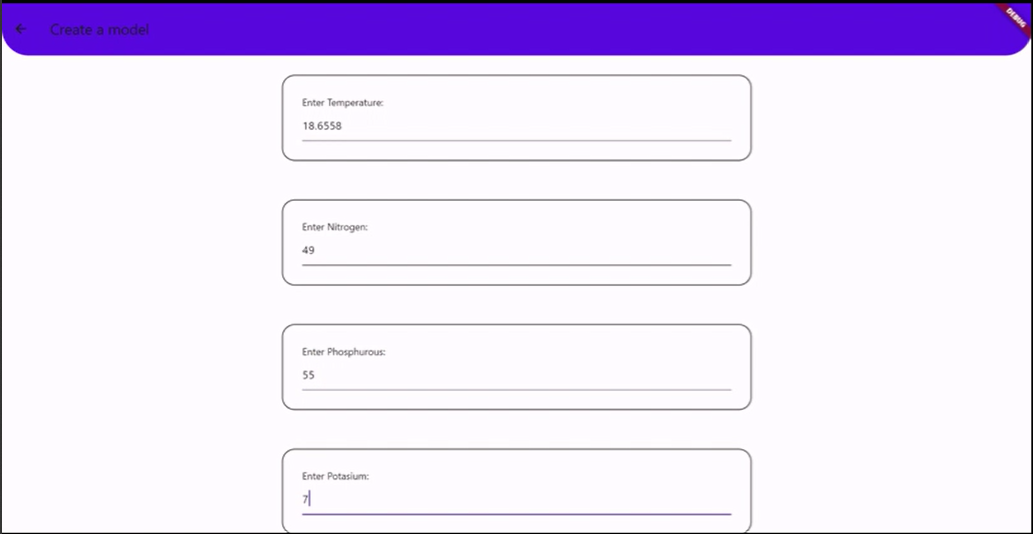 Create a model
DEBUG
Enter Temperature:
18.6558
Enter Nitrogen:
49
Enter Phosphurous:
55
Enter Potasium:
7